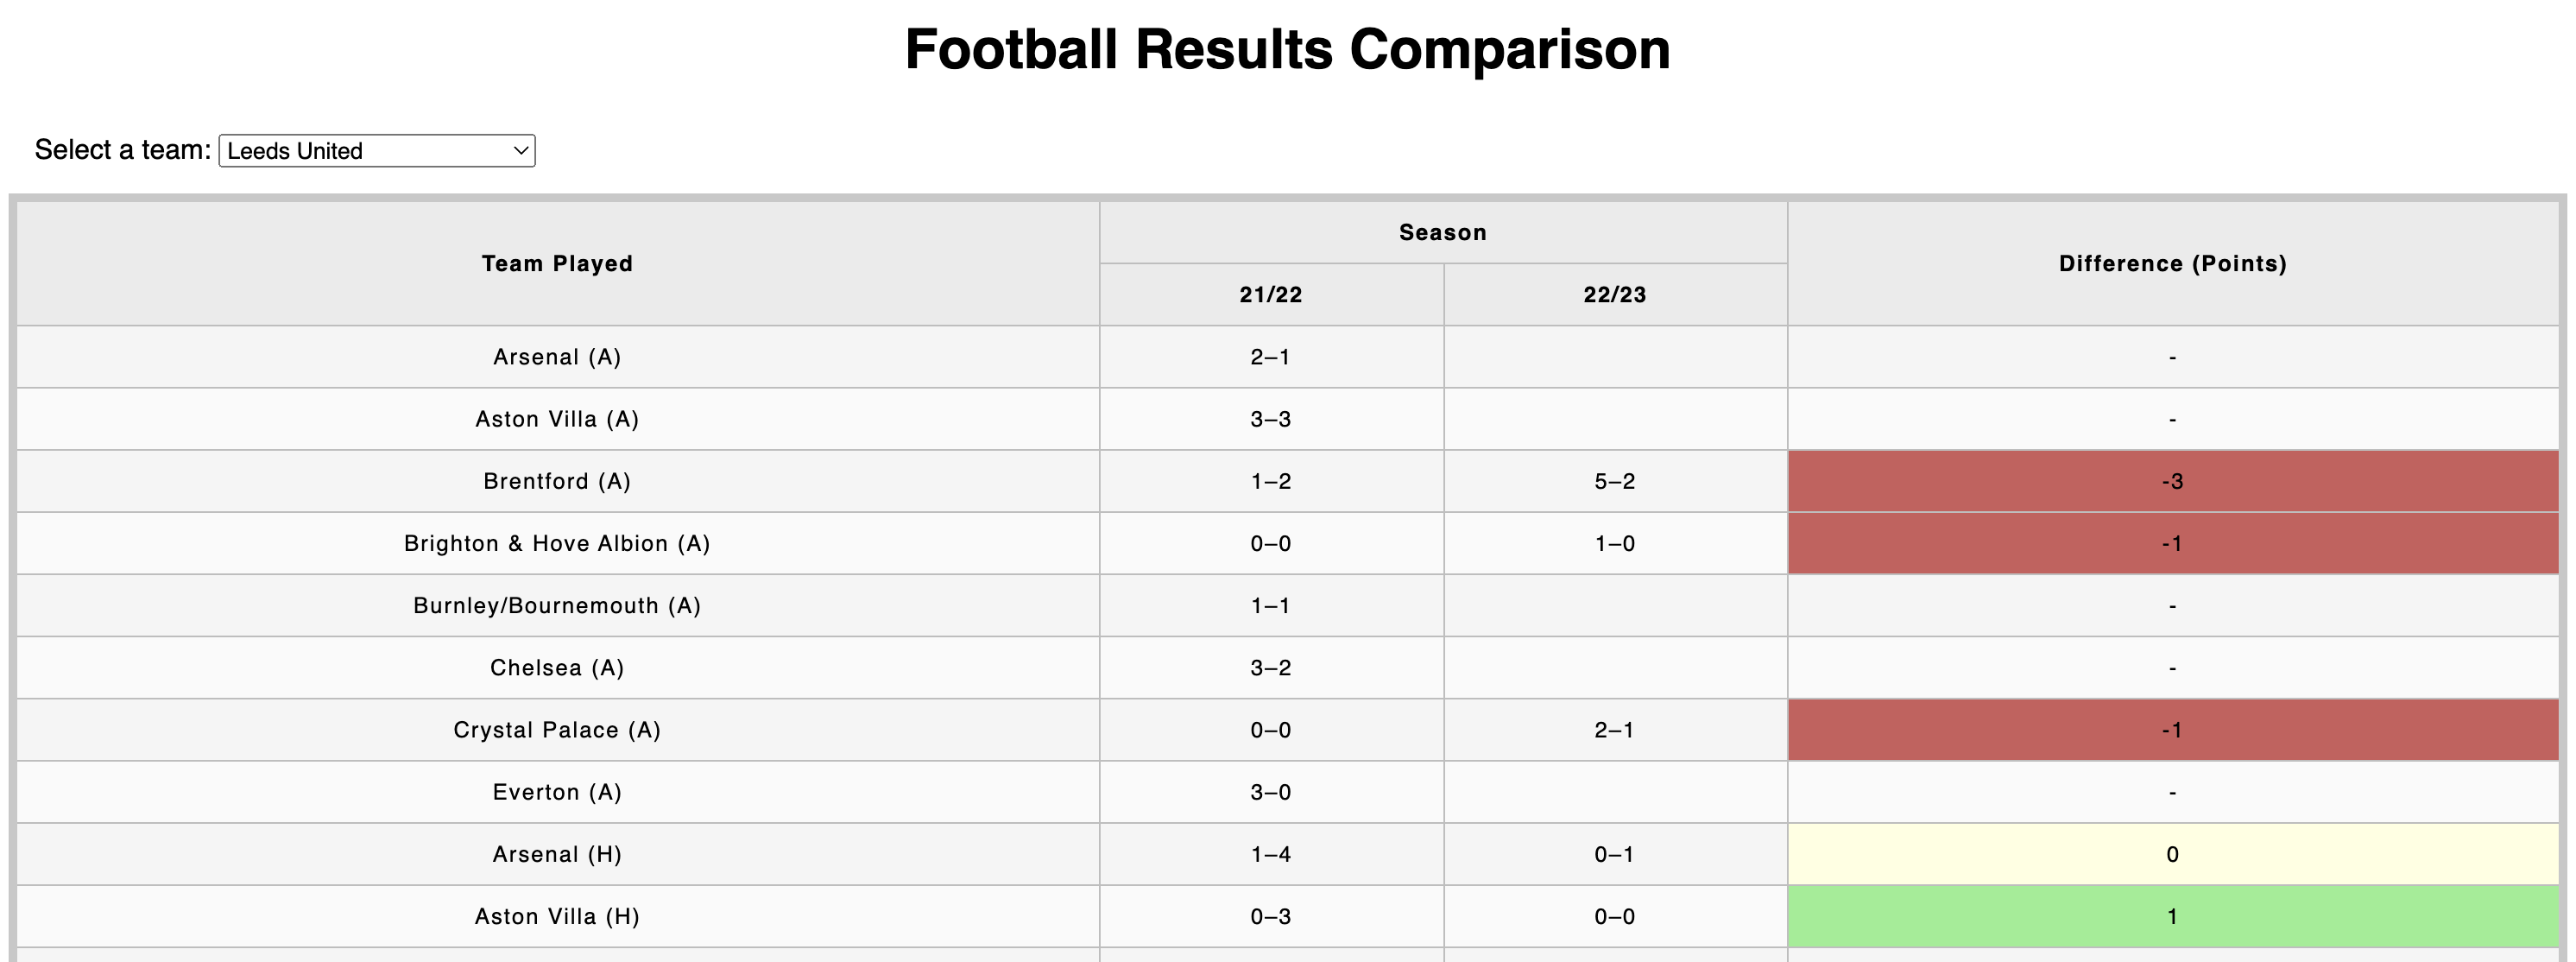 Football Results Comparison
Select a team: Leeds United
Team Played Season Difference (Points)
21/22 22/23
Arsenal (A) 2–1 -
Aston Villa (A) 3–3 -
Brentford (A) 1–2 5–2 -3
Brighton & Hove Albion (A) 0–0 1–0 -1
Burnley/Bournemouth (A) 1–1 -
Chelsea (A) 3–2 -
Crystal Palace (A) 0–0 2–1 -1
Everton (A) 3–0 -
Arsenal (H) 1–4 0–1 0
Aston Villa (H) 0–3 0–0 1